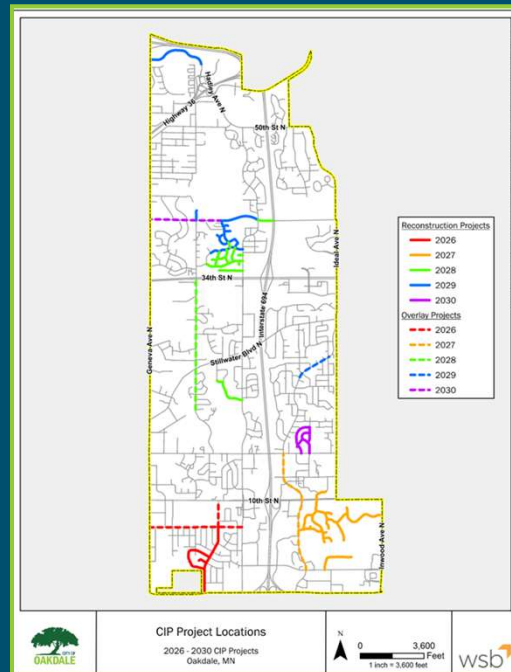 Highway 36
Hadley Ave N
50th St N
Ideal Ave N
34th St N
Interstate 694
Geneva Ave N
Stillwater Blvd N
10th St N
Inwood Ave N
Reconstruction Projects
2026
2027
2028
2029
2030
Overlay Projects
2026
2027
2028
2029
2030
CITY OF
OAKDALE
CIP Project Locations
2026 - 2030 CIP Projects
Oakdale, MN
N
0 3,600
Feet
1 inch = 3,600 feet
wsb